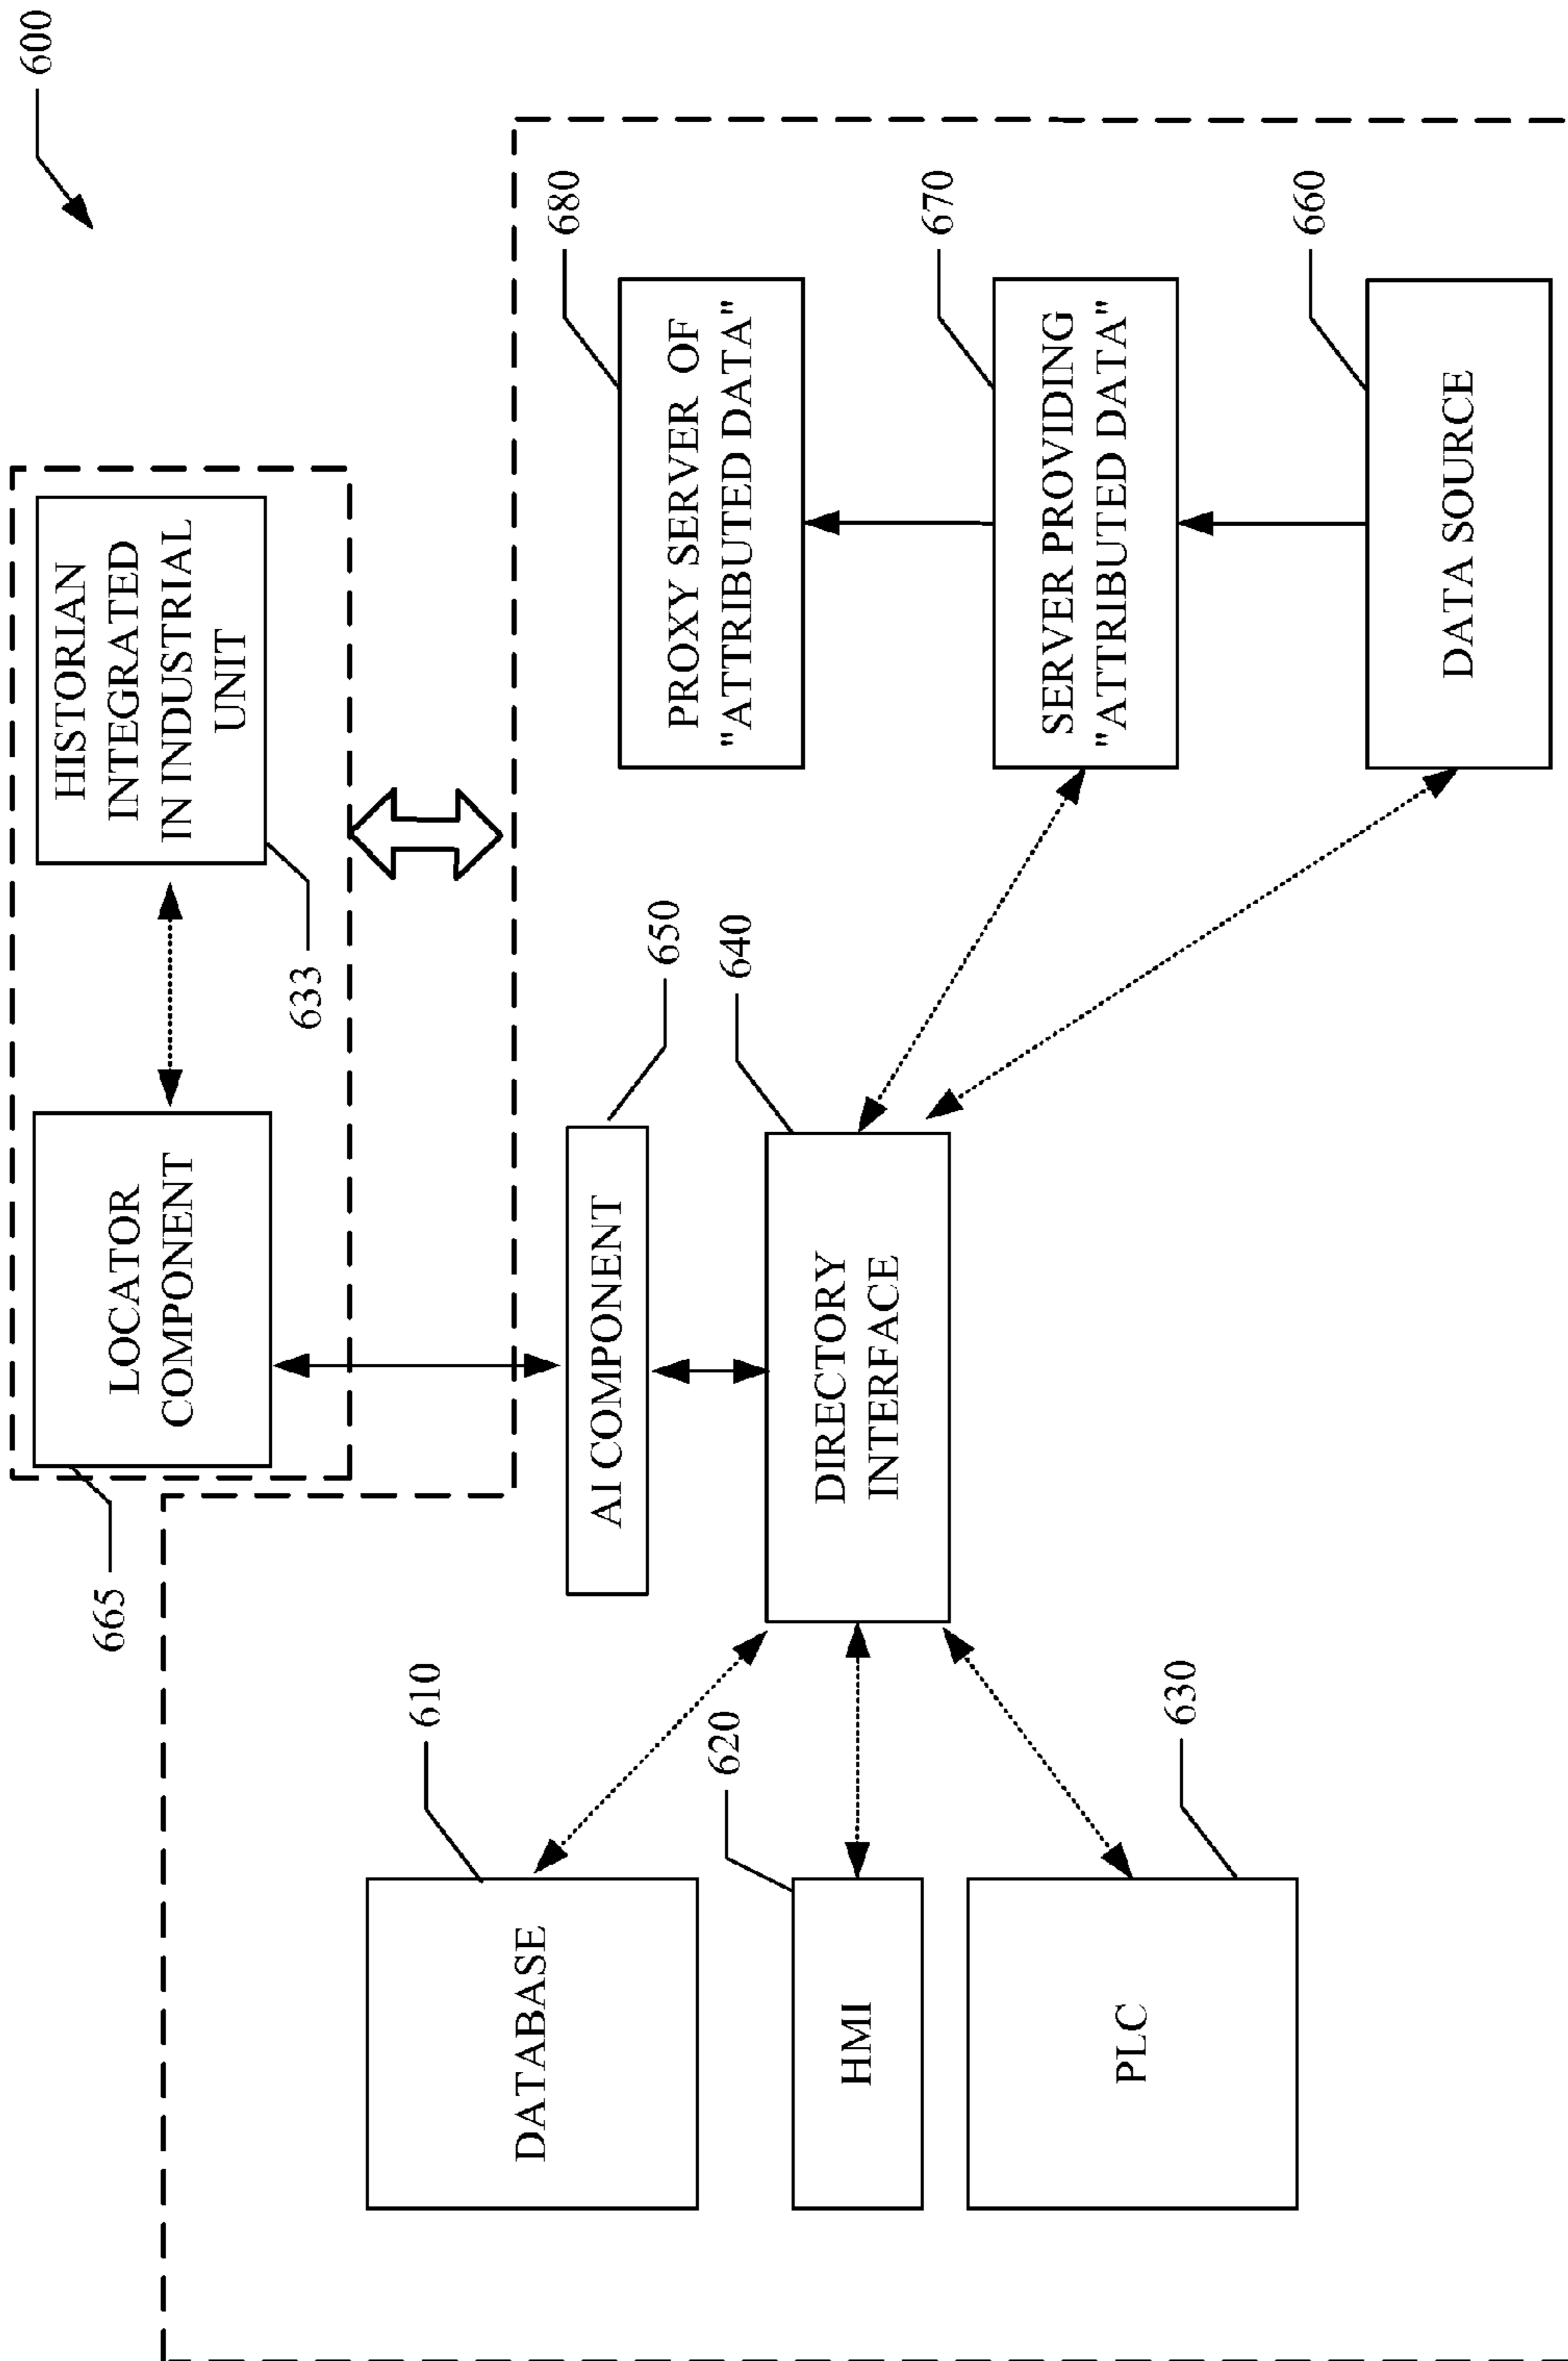 600
LOCATOR
COMPONENT
665
HISTORIAN
INTEGRATED
IN INDUSTRIAL
UNIT
633
AI COMPONENT
650
DIRECTORY
INTERFACE
640
DATABASE
610
HMI
620
PLC
630
PROXY SERVER OF
"ATTRIBUTED DATA"
680
SERVER PROVIDING
"ATTRIBUTED DATA"
670
DATA SOURCE
660